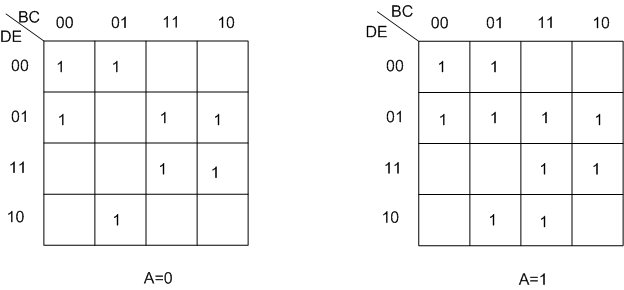 BC 00 01 11 10 BC 00 01 11 10
DE DE
00 1 1 00 1 1
01 1 1 1 01 1 1 1 1
11 1 1 11 1 1
10 1 10 1 1
A=0 A=1